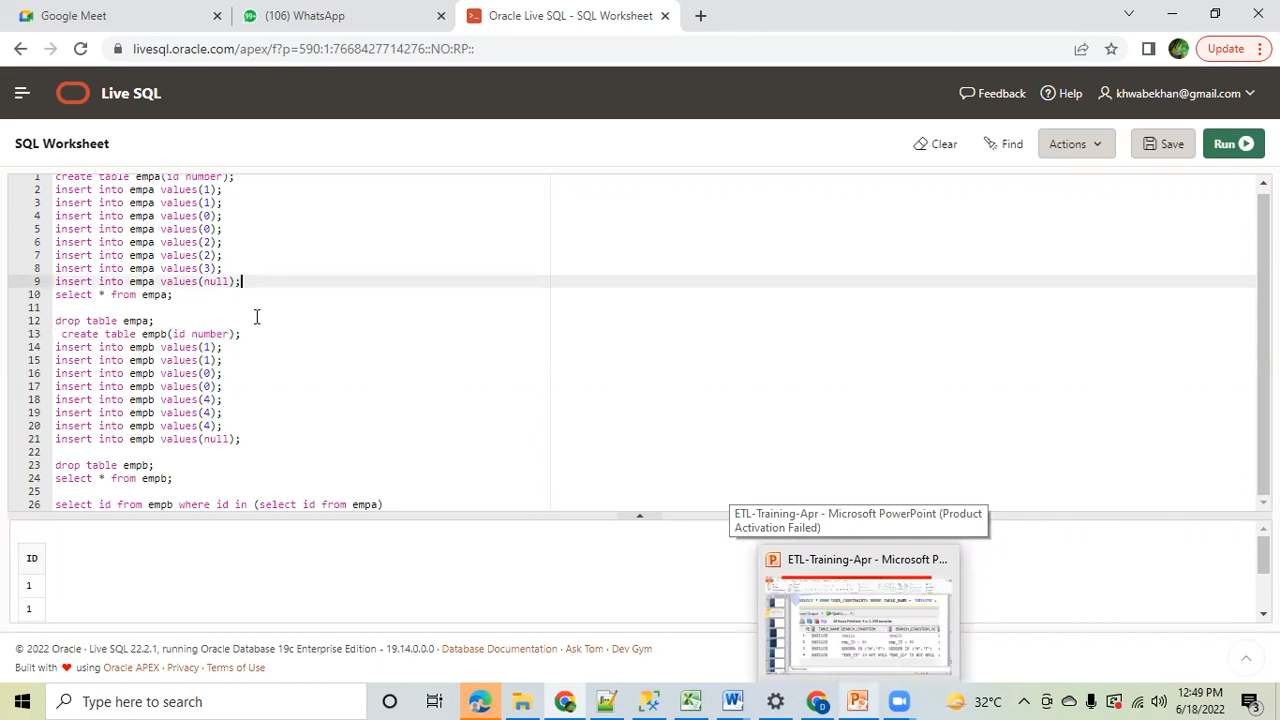 Google Meet
(106) WhatsApp
Oracle Live SQL - SQL Worksheet
livesql.oracle.com/apex/f?p=590:1:7668427714276::NO:RP::
Update
Live SQL
Feedback
Help
khwabekhan@gmail.com
SQL Worksheet
Clear
Find
Actions
Save
Run
1 create table empa(id number);
2 insert into empa values(1);
3 insert into empa values(1);
4 insert into empa values(0);
5 insert into empa values(0);
6 insert into empa values(2);
7 insert into empa values(2);
8 insert into empa values(3);
9 insert into empa values(null);
10 select * from empa;
11
12 drop table empa;
13 create table empb(id number);
14 insert into empb values(1);
15 insert into empb values(1);
16 insert into empb values(0);
17 insert into empb values(0);
18 insert into empb values(4);
19 insert into empb values(4);
20 insert into empb values(4);
21 insert into empb values(null);
22
23 drop table empb;
24 select * from empb;
25
26 select id from empb where id in (select id from empa)
ETL-Training-Apr - Microsoft PowerPoint (Product
Activation Failed)
ETL-Training-Apr - Microsoft P...
ID
1
1
© 2022 Oracle · Live SQL
Enterprise Edition
19.14.0.0.0 · Database Documentation · Ask Tom · Dev Gym
Built with ❤ using Oracle APEX
Terms of Use
Type here to search
99+
32°C
12:49 PM
6/18/2022
3